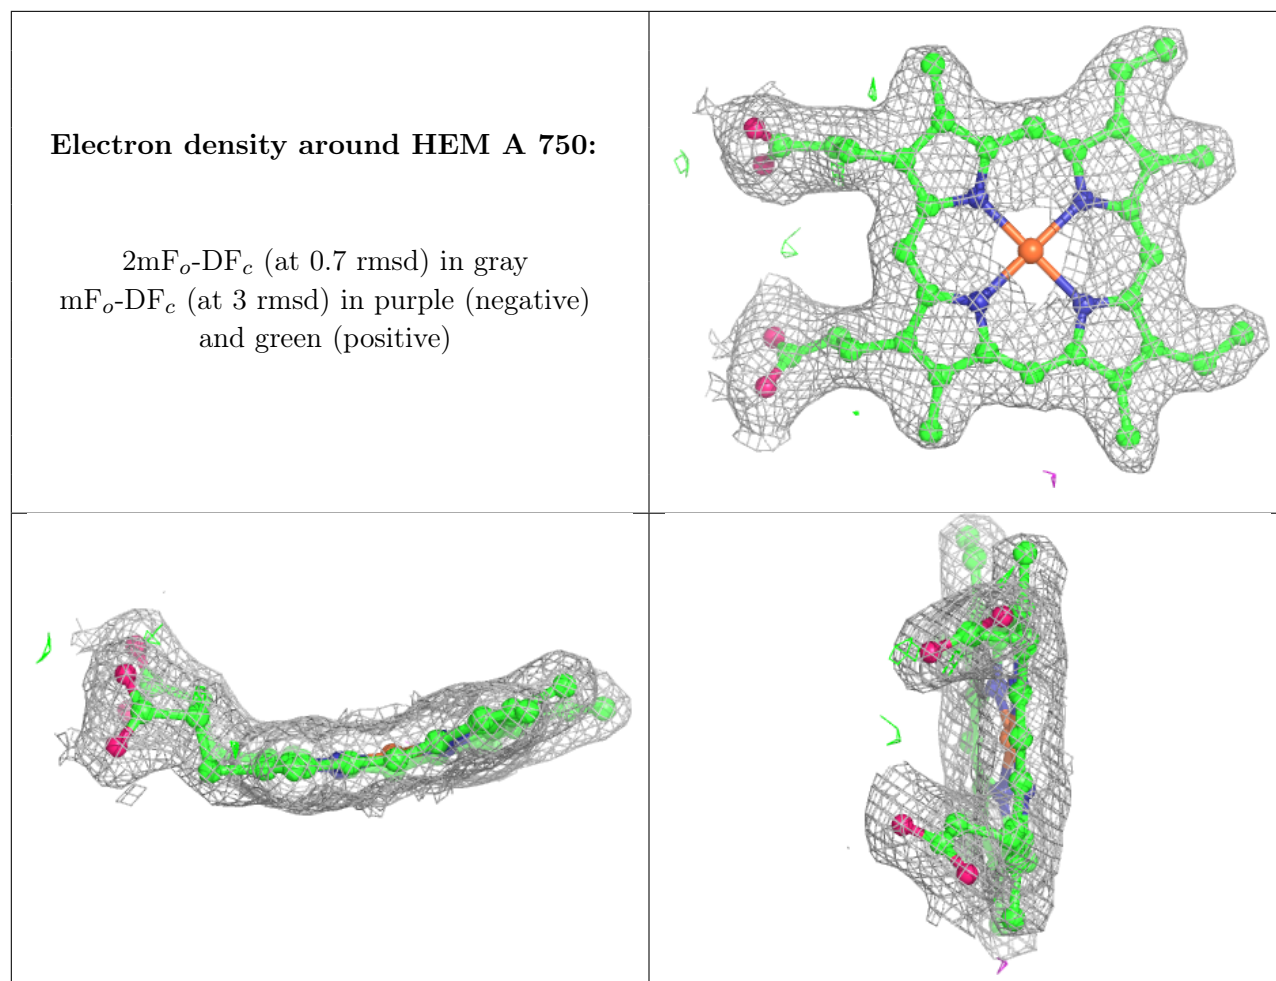 Electron density around HEM A 750:
2mFo-DFc (at 0.7 rmsd) in gray
mFo-DFc (at 3 rmsd) in purple (negative)
and green (positive)